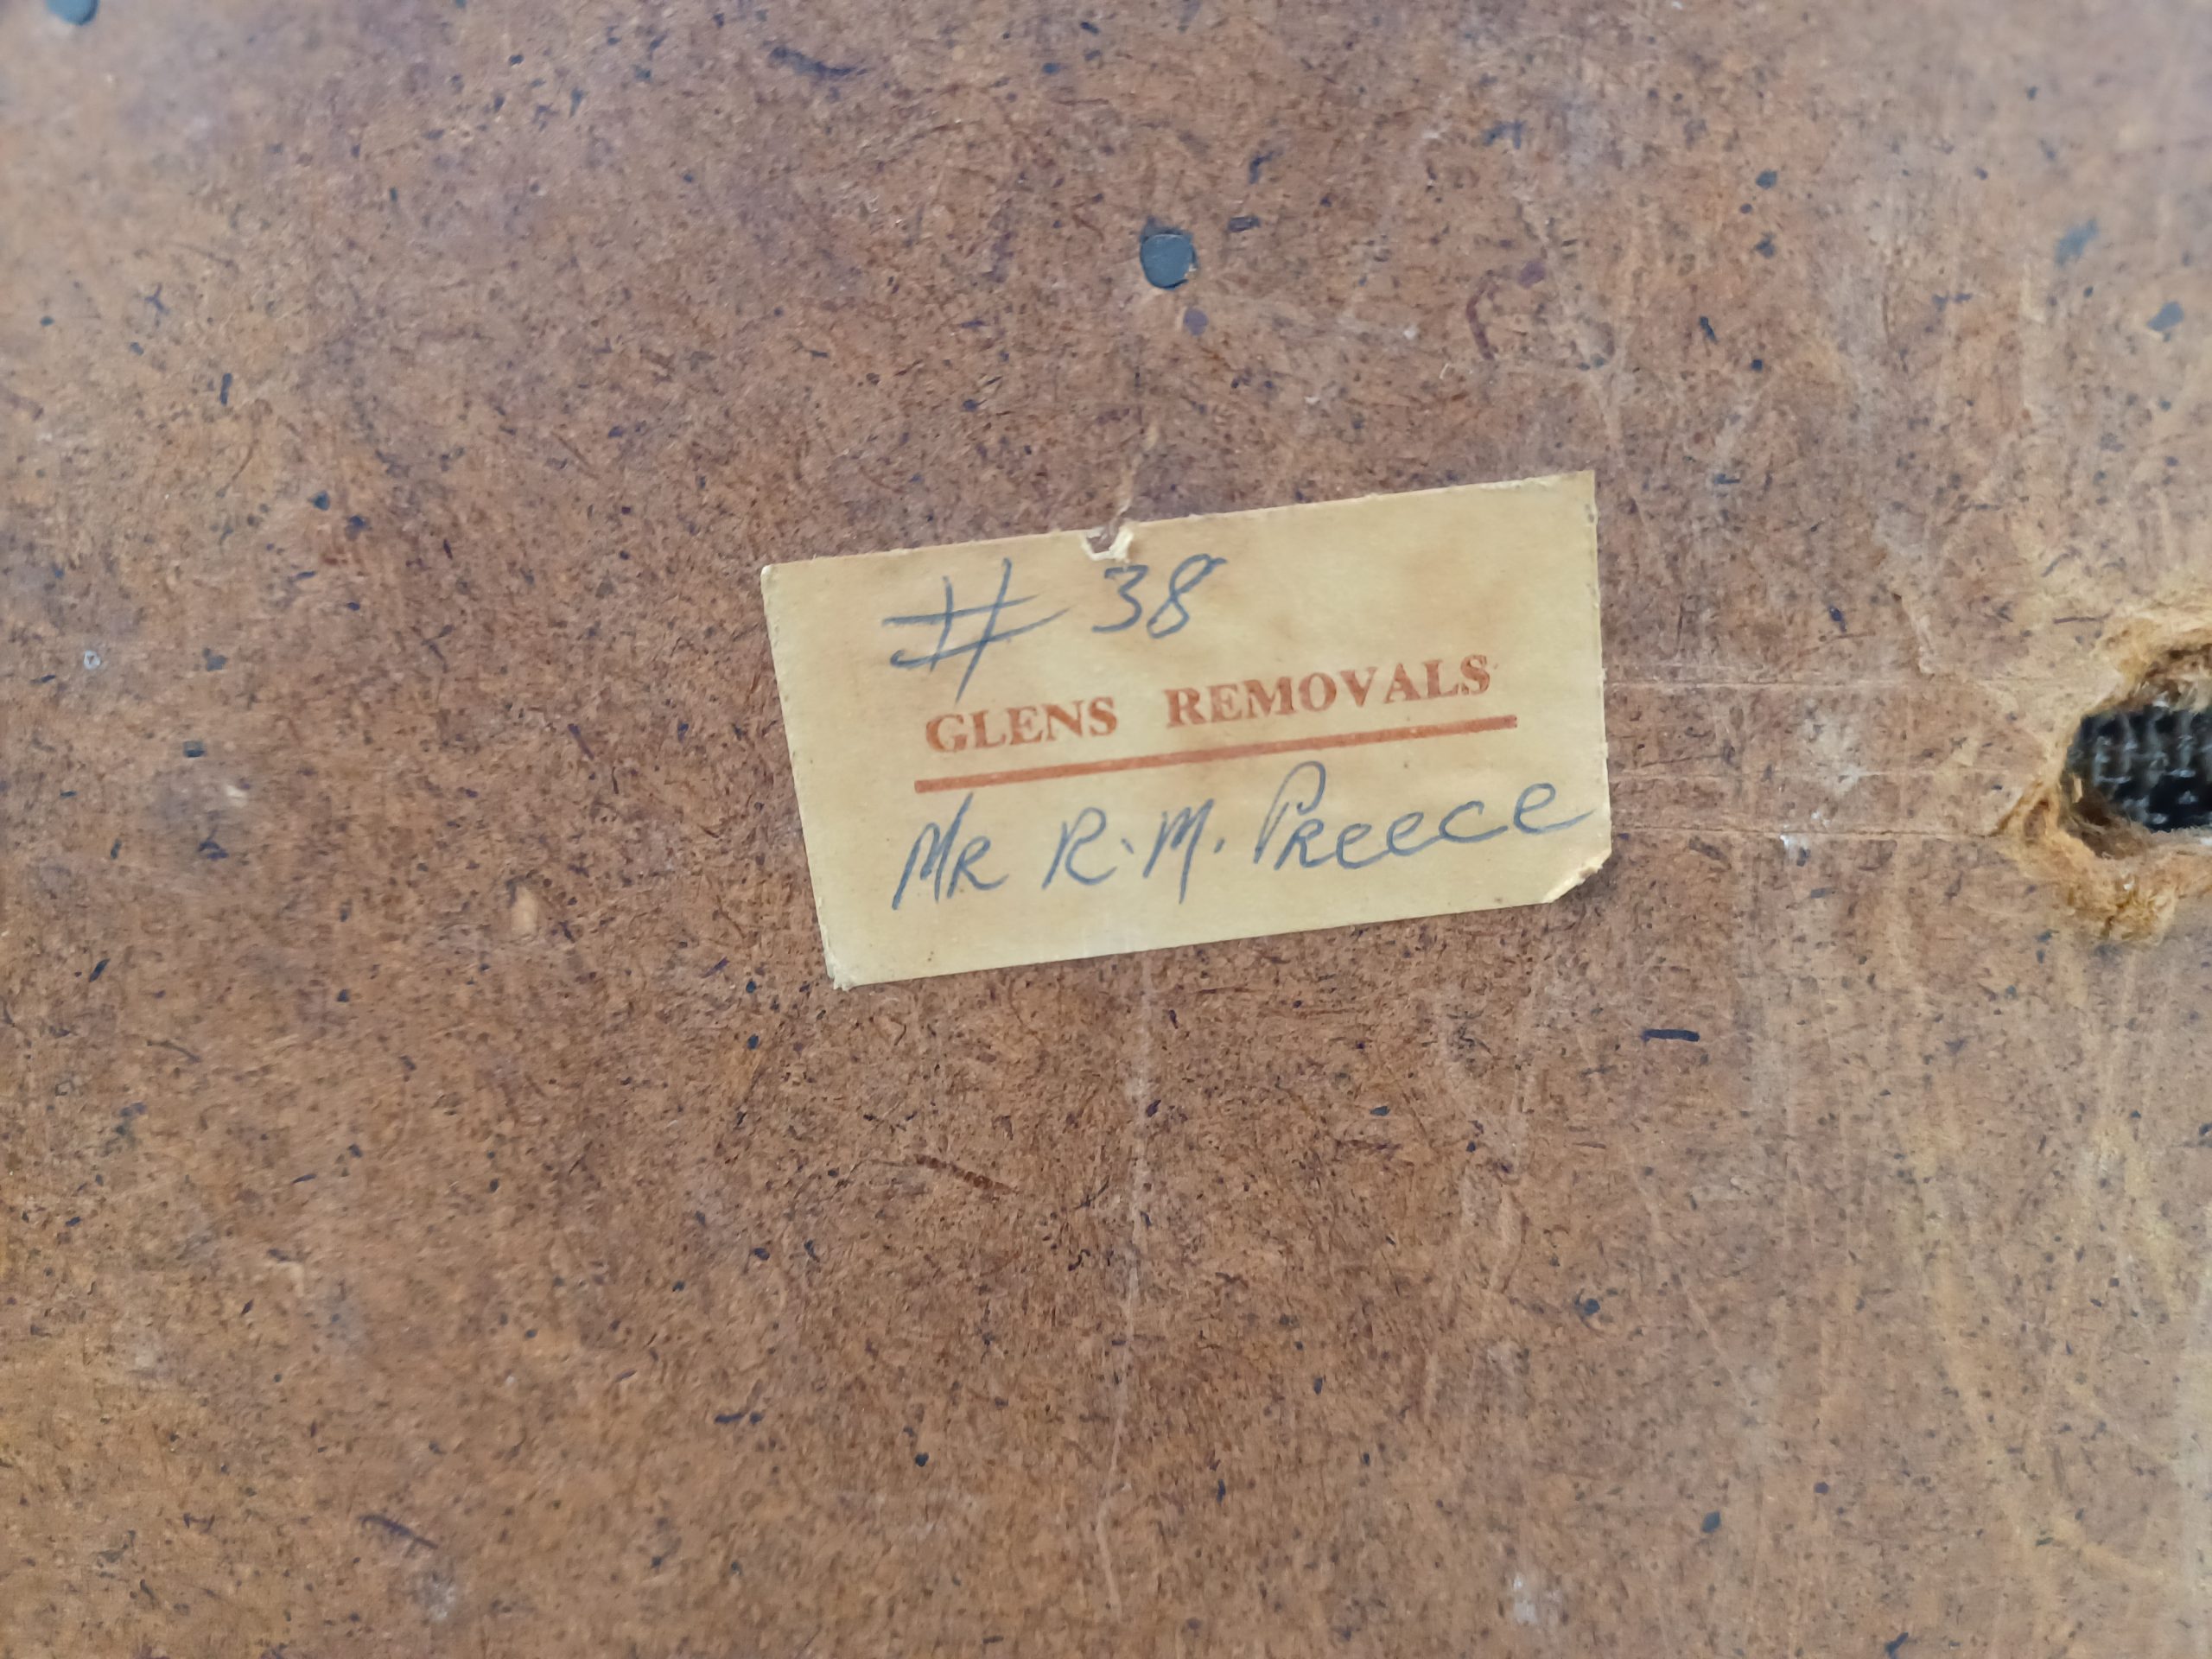 # 38
GLENS REMOVALS
MR R.M. PReece